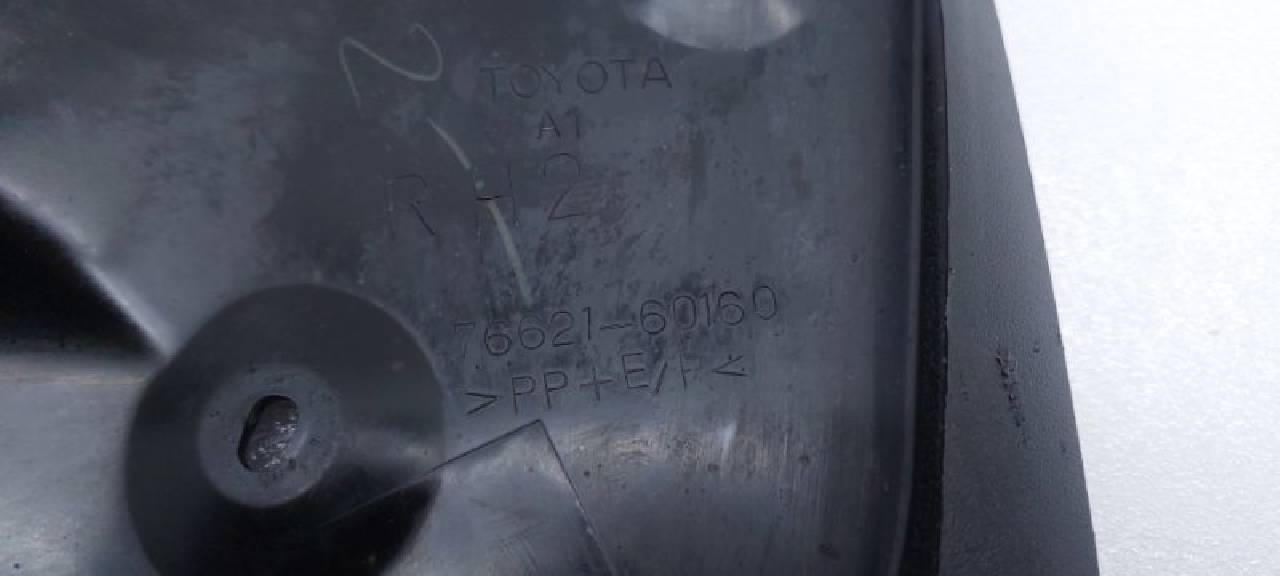 TOYOTA
A1
RH2
76621-60160
>PP+E/P<